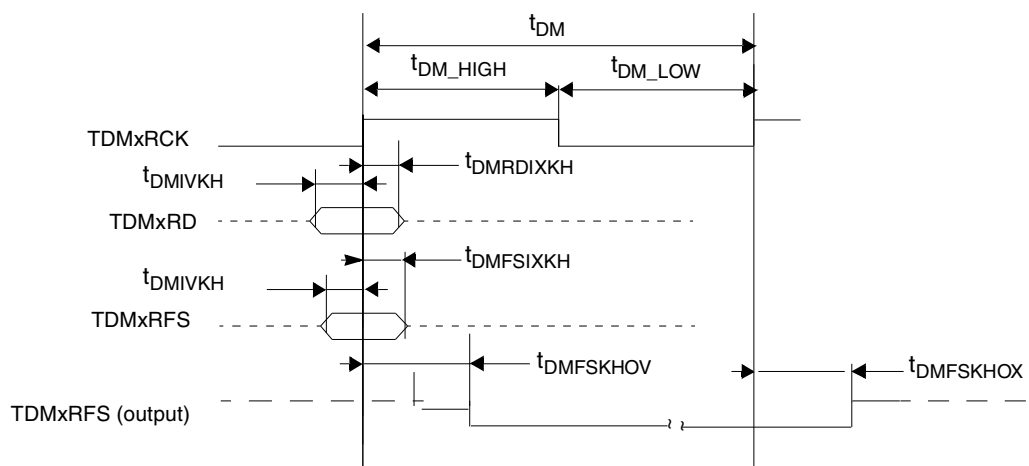 tDM
tDM_HIGH
tDM_LOW
TDMxRCK
tDMRDIXKH
tDMIVKH
TDMxRD
tDMFSIXKH
tDMIVKH
TDMxRFS
tDMFSKHOV
tDMFSKHOX
TDMxRFS (output)